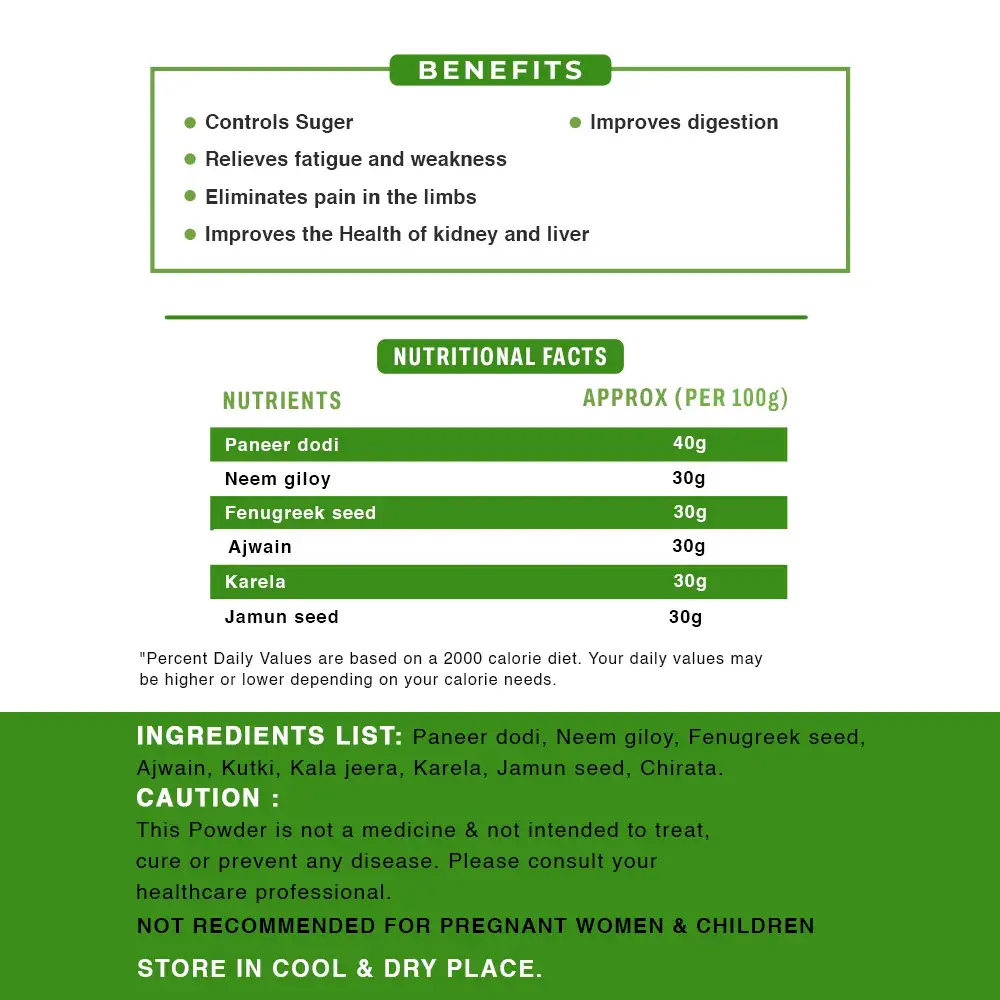 BENEFITS
Controls Suger
Improves digestion
Relieves fatigue and weakness
Eliminates pain in the limbs
Improves the Health of kidney and liver
NUTRITIONAL FACTS
NUTRIENTS APPROX (PER 100g)
Paneer dodi 40g
Neem giloy 30g
Fenugreek seed 30g
Ajwain 30g
Karela 30g
Jamun seed 30g
"Percent Daily Values are based on a 2000 calorie diet. Your daily values may
be higher or lower depending on your calorie needs.
INGREDIENTS LIST: Paneer dodi, Neem giloy, Fenugreek seed,
Ajwain, Kutki, Kala jeera, Karela, Jamun seed, Chirata.
CAUTION :
This Powder is not a medicine & not intended to treat,
cure or prevent any disease. Please consult your
healthcare professional.
NOT RECOMMENDED FOR PREGNANT WOMEN & CHILDREN
STORE IN COOL & DRY PLACE.